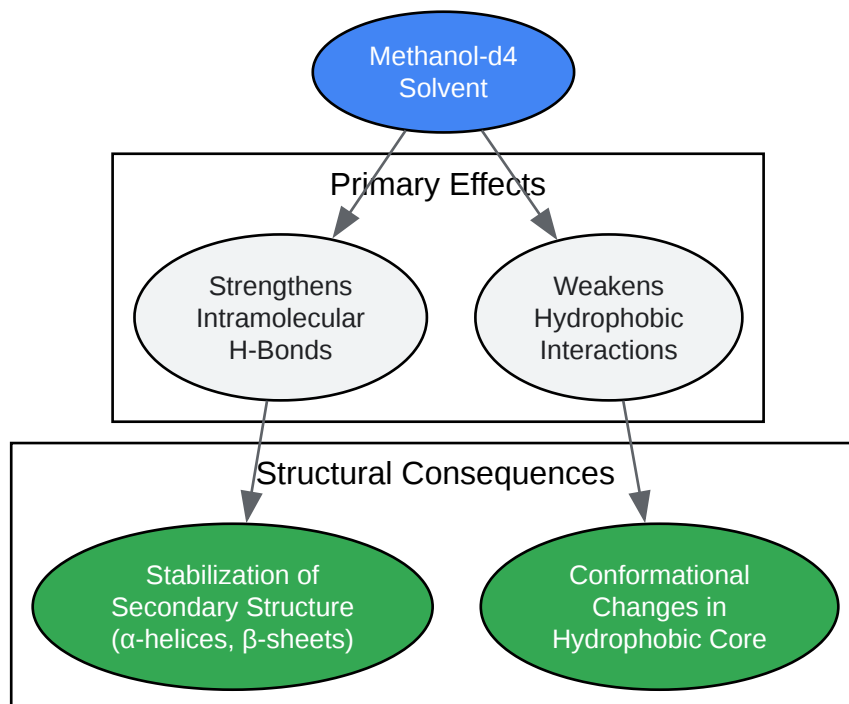 Methanol-d4
Solvent
Primary Effects
Strengthens
Intramolecular
H-Bonds
Weakens
Hydrophobic
Interactions
Structural Consequences
Stabilization of
Secondary Structure
(α-helices, β-sheets)
Conformational
Changes in
Hydrophobic Core